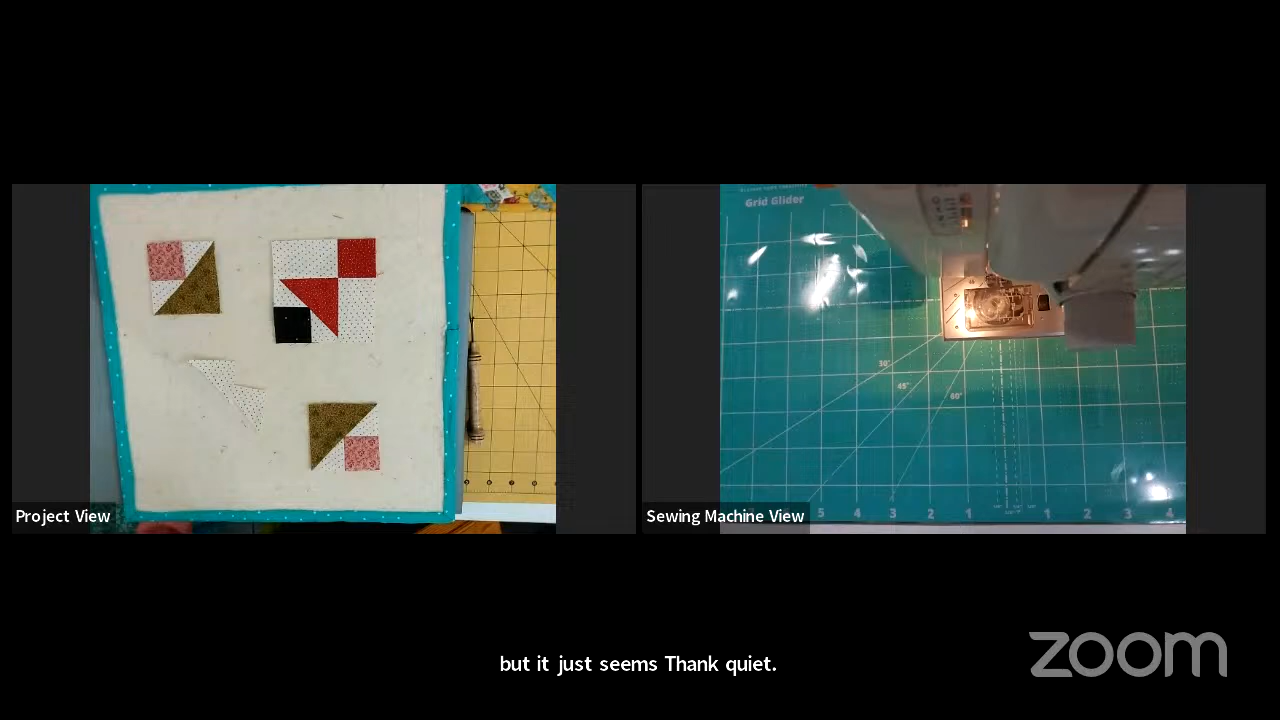 Grid Glider
30°
45°
60°
5 4 3 2 1 1 2 3 4
Project View
Sewing Machine View
but it just seems Thank quiet.
zoom